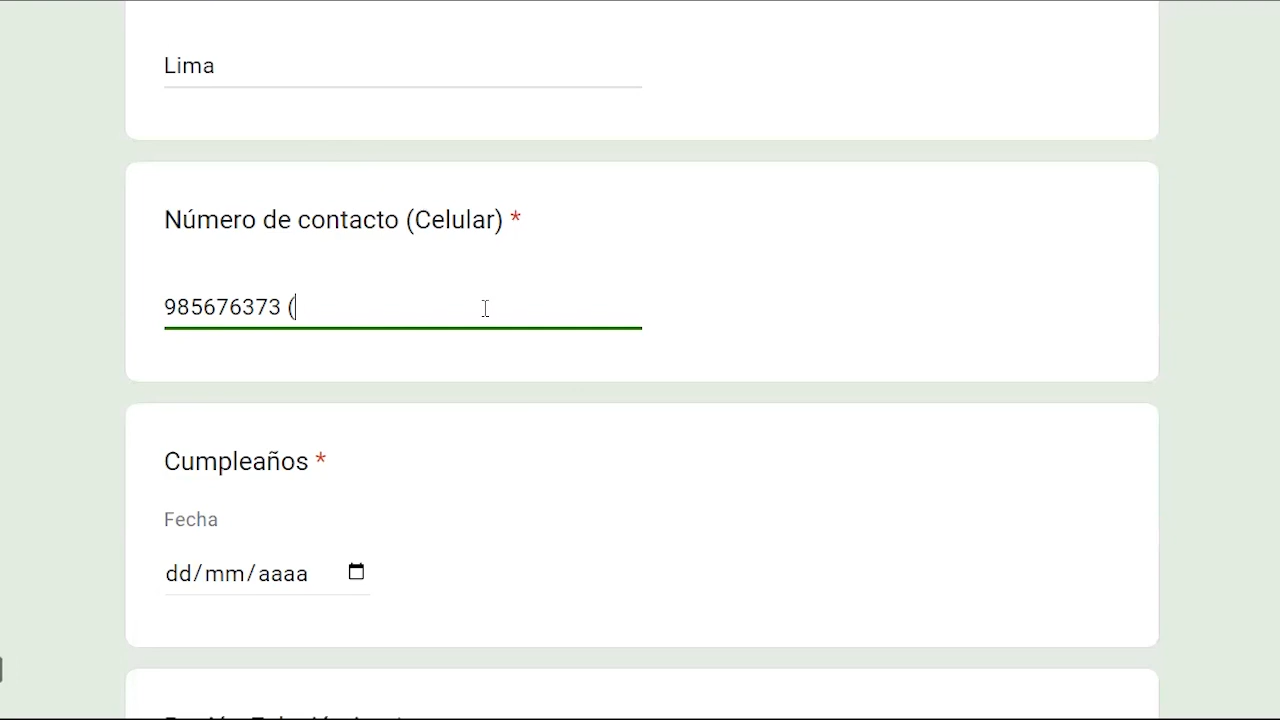 Lima
Número de contacto (Celular) *
985676373 (
Cumpleaños *
Fecha
dd/mm/aaaa